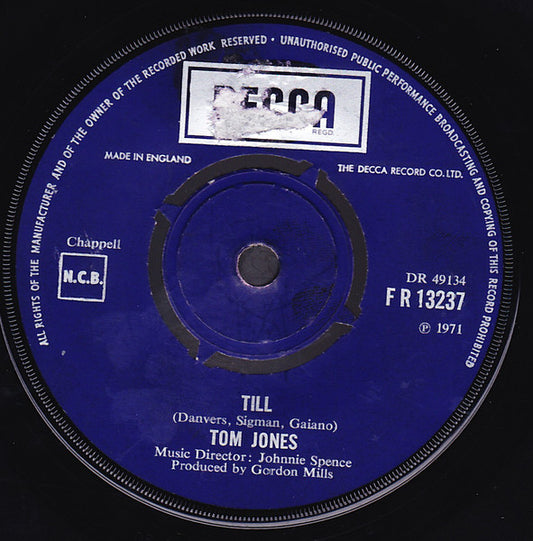 ALL RIGHTS OF THE MANUFACTURER AND OF THE OWNER OF THE RECORDED WORK RESERVED · UNAUTHORISED PUBLIC PERFORMANCE BROADCASTING AND COPYING OF THIS RECORD PROHIBITED
DECCA
REGD.
MADE IN ENGLAND
THE DECCA RECORD CO. LTD.
Chappell
N.C.B.
DR 49134
FR 13237
℗ 1971
TILL
(Danvers, Sigman, Gaiano)
TOM JONES
Music Director: Johnnie Spence
Produced by Gordon Mills